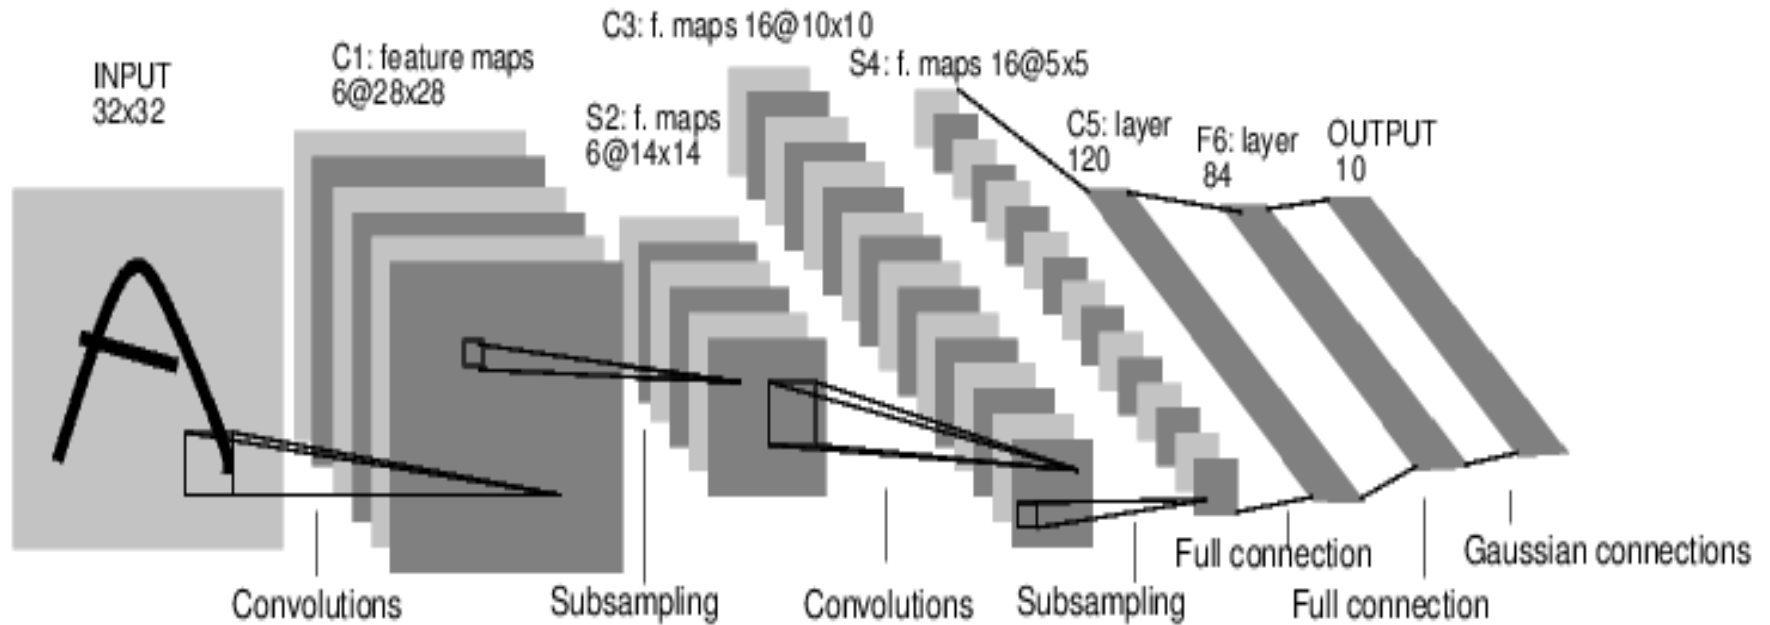 INPUT
32x32
C1: feature maps
6@28x28
S2: f. maps
6@14x14
C3: f. maps 16@10x10
S4: f. maps 16@5x5
C5: layer
120
F6: layer
84
OUTPUT
10
Convolutions
Subsampling
Convolutions
Subsampling
Full connection
Full connection
Gaussian connections